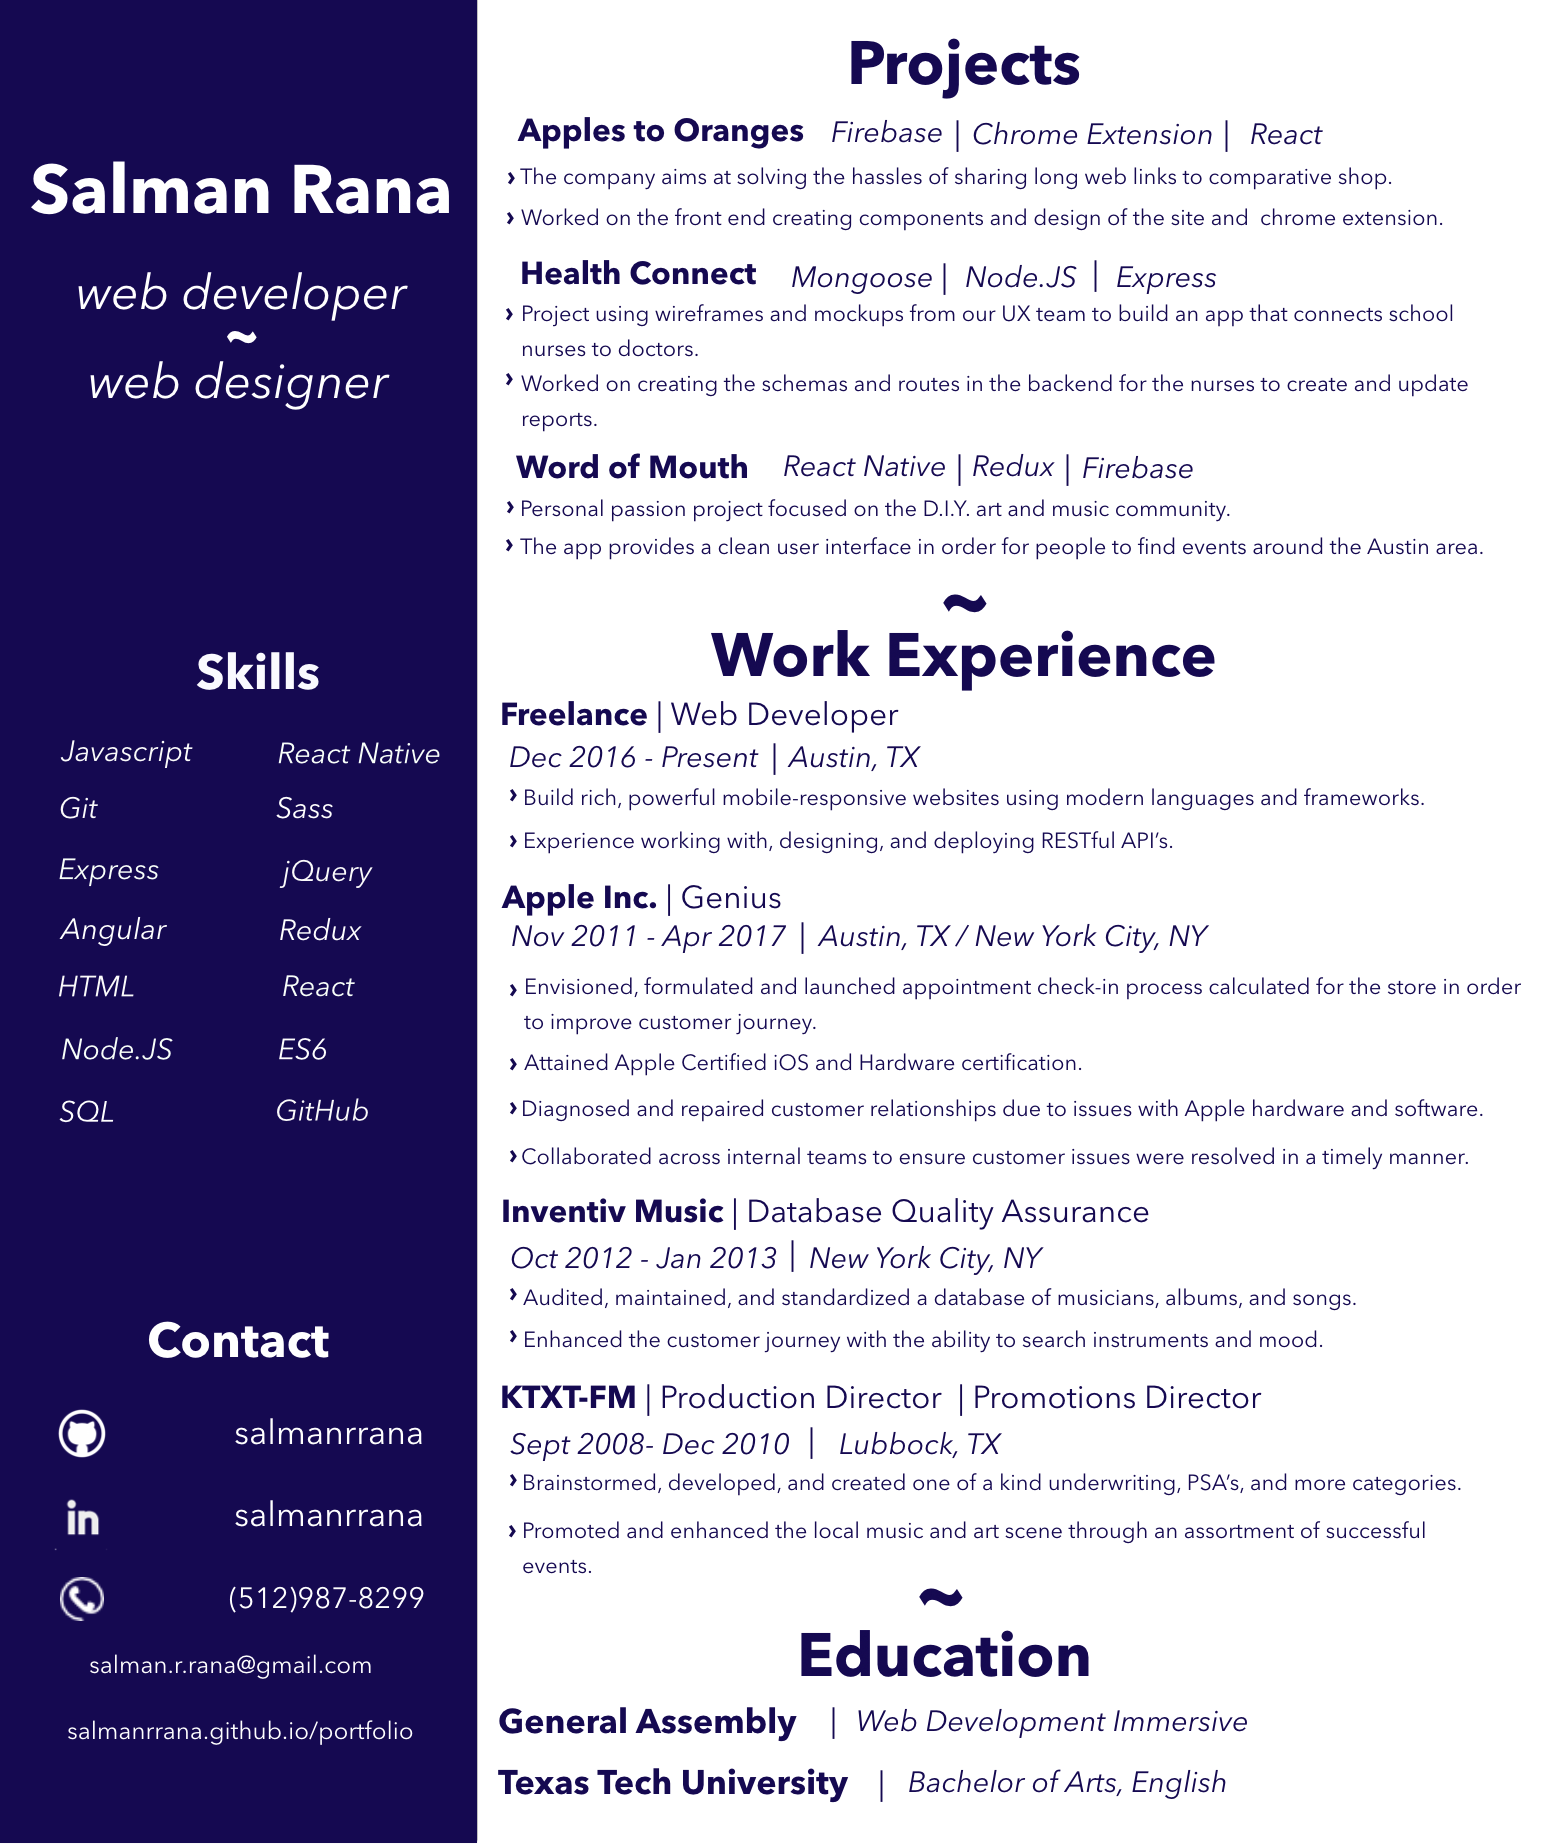 Salman Rana
web developer
~
web designer
Skills
Javascript React Native
Git Sass
Express jQuery
Angular Redux
HTML React
Node.JS ES6
SQL GitHub
Contact
salmanrrana
in salmanrrana
(512)987-8299
salman.r.rana@gmail.com
salmanrrana.github.io/portfolio
Projects
Apples to Oranges Firebase | Chrome Extension | React
› The company aims at solving the hassles of sharing long web links to comparative shop.
› Worked on the front end creating components and design of the site and chrome extension.
Health Connect Mongoose | Node.JS | Express
› Project using wireframes and mockups from our UX team to build an app that connects school
nurses to doctors.
› Worked on creating the schemas and routes in the backend for the nurses to create and update
reports.
Word of Mouth React Native | Redux | Firebase
› Personal passion project focused on the D.I.Y. art and music community.
› The app provides a clean user interface in order for people to find events around the Austin area.
~
Work Experience
Freelance | Web Developer
Dec 2016 - Present | Austin, TX
› Build rich, powerful mobile-responsive websites using modern languages and frameworks.
› Experience working with, designing, and deploying RESTful API’s.
Apple Inc. | Genius
Nov 2011 - Apr 2017 | Austin, TX / New York City, NY
› Envisioned, formulated and launched appointment check-in process calculated for the store in order
to improve customer journey.
› Attained Apple Certified iOS and Hardware certification.
› Diagnosed and repaired customer relationships due to issues with Apple hardware and software.
› Collaborated across internal teams to ensure customer issues were resolved in a timely manner.
Inventiv Music | Database Quality Assurance
Oct 2012 - Jan 2013 | New York City, NY
› Audited, maintained, and standardized a database of musicians, albums, and songs.
› Enhanced the customer journey with the ability to search instruments and mood.
KTXT-FM | Production Director | Promotions Director
Sept 2008- Dec 2010 | Lubbock, TX
› Brainstormed, developed, and created one of a kind underwriting, PSA’s, and more categories.
› Promoted and enhanced the local music and art scene through an assortment of successful
events.
~
Education
General Assembly | Web Development Immersive
Texas Tech University | Bachelor of Arts, English